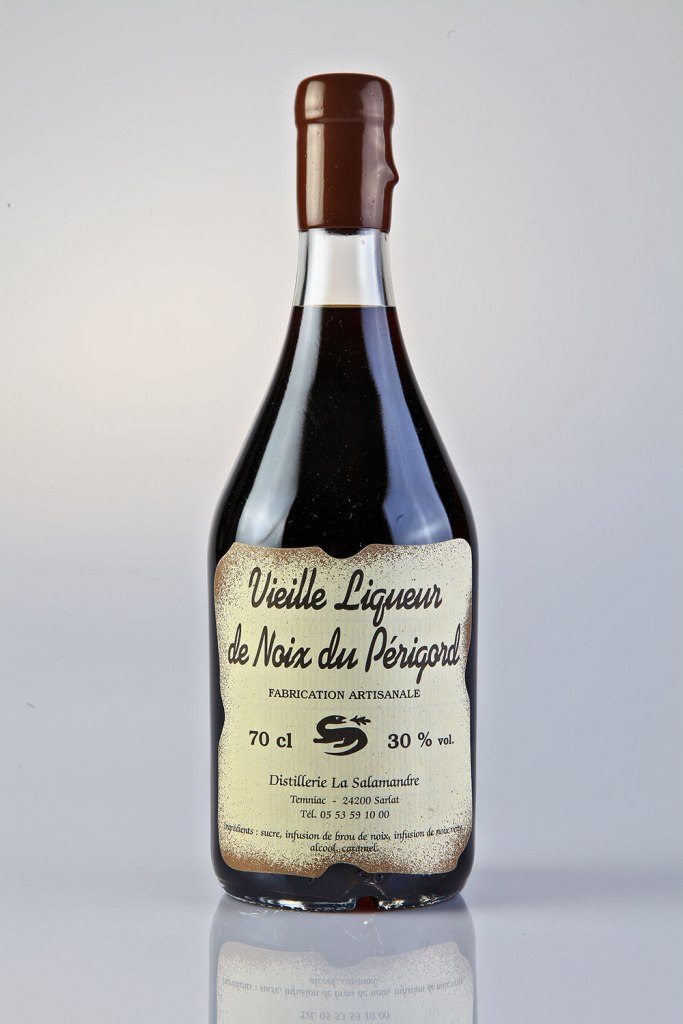 Vieille Liqueur
de Noix du Périgord
FABRICATION ARTISANALE
70 cl 30 % vol.
Distillerie La Salamandre
Temniac - 24200 Sarlat
Tél. 05 53 59 10 00
Ingrédients : sucre, infusion de brou de noix, infusion de noix
alcool, caramel.